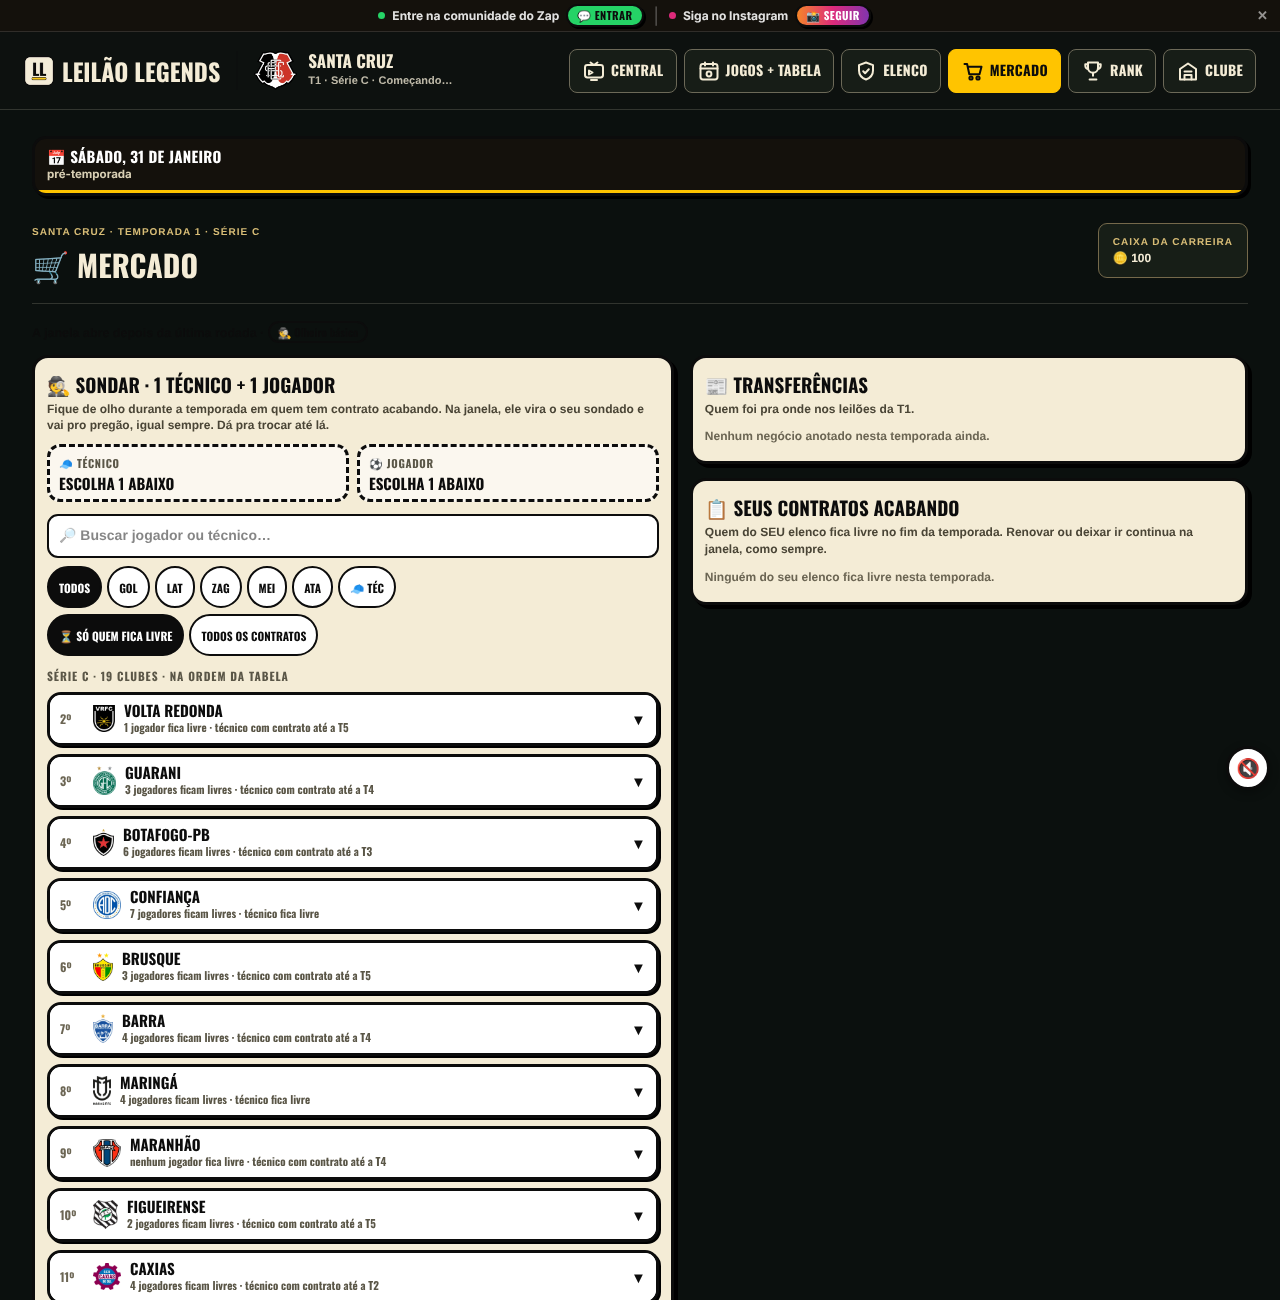 Entre na comunidade do Zap 💬 ENTRAR Siga no Instagram 📸 SEGUIR ✕
LL LEILÃO LEGENDS
SANTA CRUZ
T1 · Série C · Começando…
CENTRAL JOGOS + TABELA ELENCO MERCADO RANK CLUBE
📅 SÁBADO, 31 DE JANEIRO
pré-temporada
SANTA CRUZ · TEMPORADA 1 · SÉRIE C
🛒 MERCADO
CAIXA DA CARREIRA
🪙 100
🕵️ SONDAR · 1 TÉCNICO + 1 JOGADOR
Fique de olho durante a temporada em quem tem contrato acabando. Na janela, ele vira o seu sondado e
vai pro pregão, igual sempre. Dá pra trocar até lá.
🧢 TÉCNICO
ESCOLHA 1 ABAIXO
⚽ JOGADOR
ESCOLHA 1 ABAIXO
🔎 Buscar jogador ou técnico…
TODOS GOL LAT ZAG MEI ATA 🧢 TÉC
⏳ SÓ QUEM FICA LIVRE TODOS OS CONTRATOS
SÉRIE C · 19 CLUBES · NA ORDEM DA TABELA
2º VOLTA REDONDA ▼
1 jogador fica livre · técnico com contrato até a T5
3º GUARANI ▼
3 jogadores ficam livres · técnico com contrato até a T4
4º BOTAFOGO-PB ▼
6 jogadores ficam livres · técnico com contrato até a T3
5º CONFIANÇA ▼
7 jogadores ficam livres · técnico fica livre
6º BRUSQUE ▼
3 jogadores ficam livres · técnico com contrato até a T5
7º BARRA ▼
4 jogadores ficam livres · técnico com contrato até a T4
8º MARINGÁ ▼
4 jogadores ficam livres · técnico fica livre
9º MARANHÃO ▼
nenhum jogador fica livre · técnico com contrato até a T4
10º FIGUEIRENSE ▼
2 jogadores ficam livres · técnico com contrato até a T5
11º CAXIAS ▼
4 jogadores ficam livres · técnico com contrato até a T2
📰 TRANSFERÊNCIAS
Quem foi pra onde nos leilões da T1.
Nenhum negócio anotado nesta temporada ainda.
📋 SEUS CONTRATOS ACABANDO
Quem do SEU elenco fica livre no fim da temporada. Renovar ou deixar ir continua na
janela, como sempre.
Ninguém do seu elenco fica livre nesta temporada.